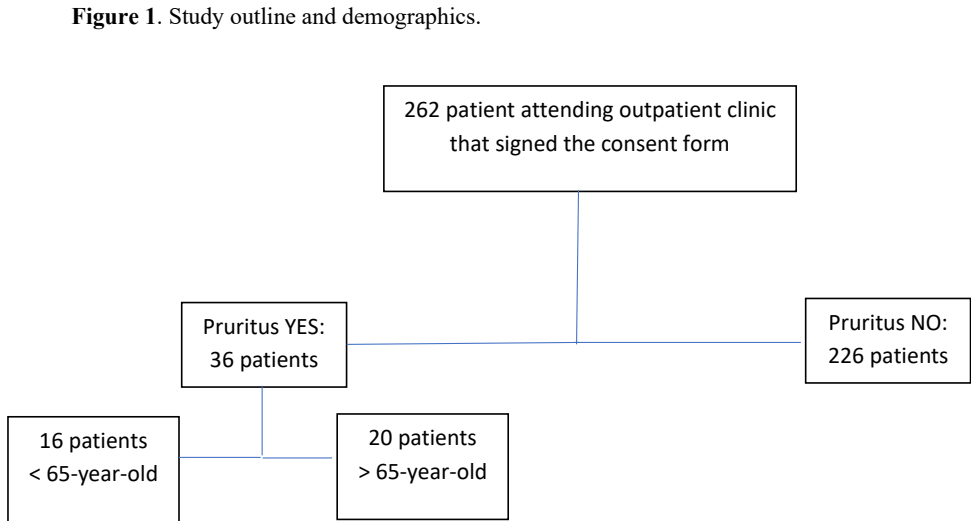 Figure 1. Study outline and demographics.
262 patient attending outpatient clinic
that signed the consent form
Pruritus YES:
36 patients
Pruritus NO:
226 patients
16 patients
< 65-year-old
20 patients
> 65-year-old